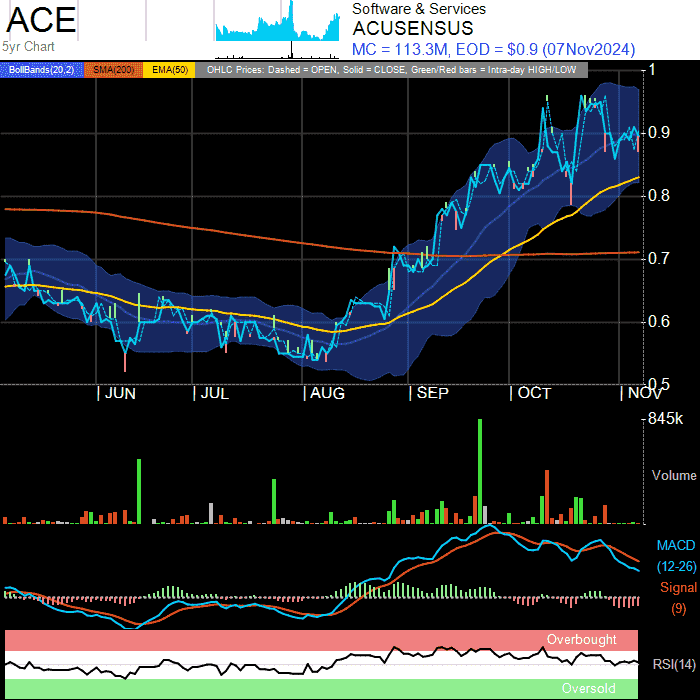 ACE
5yr Chart
Software & Services
ACUSENSUS
MC = 113.3M, EOD = $0.9 (07Nov2024)
BollBands(20,2) SMA(200) EMA(50) OHLC Prices: Dashed = OPEN, Solid = CLOSE, Green/Red bars = Intra-day HIGH/LOW
1
0.9
0.8
0.7
0.6
0.5
JUN JUL AUG SEP OCT NOV
845k
Volume
MACD
(12-26)
Signal
(9)
Overbought
RSI(14)
Oversold